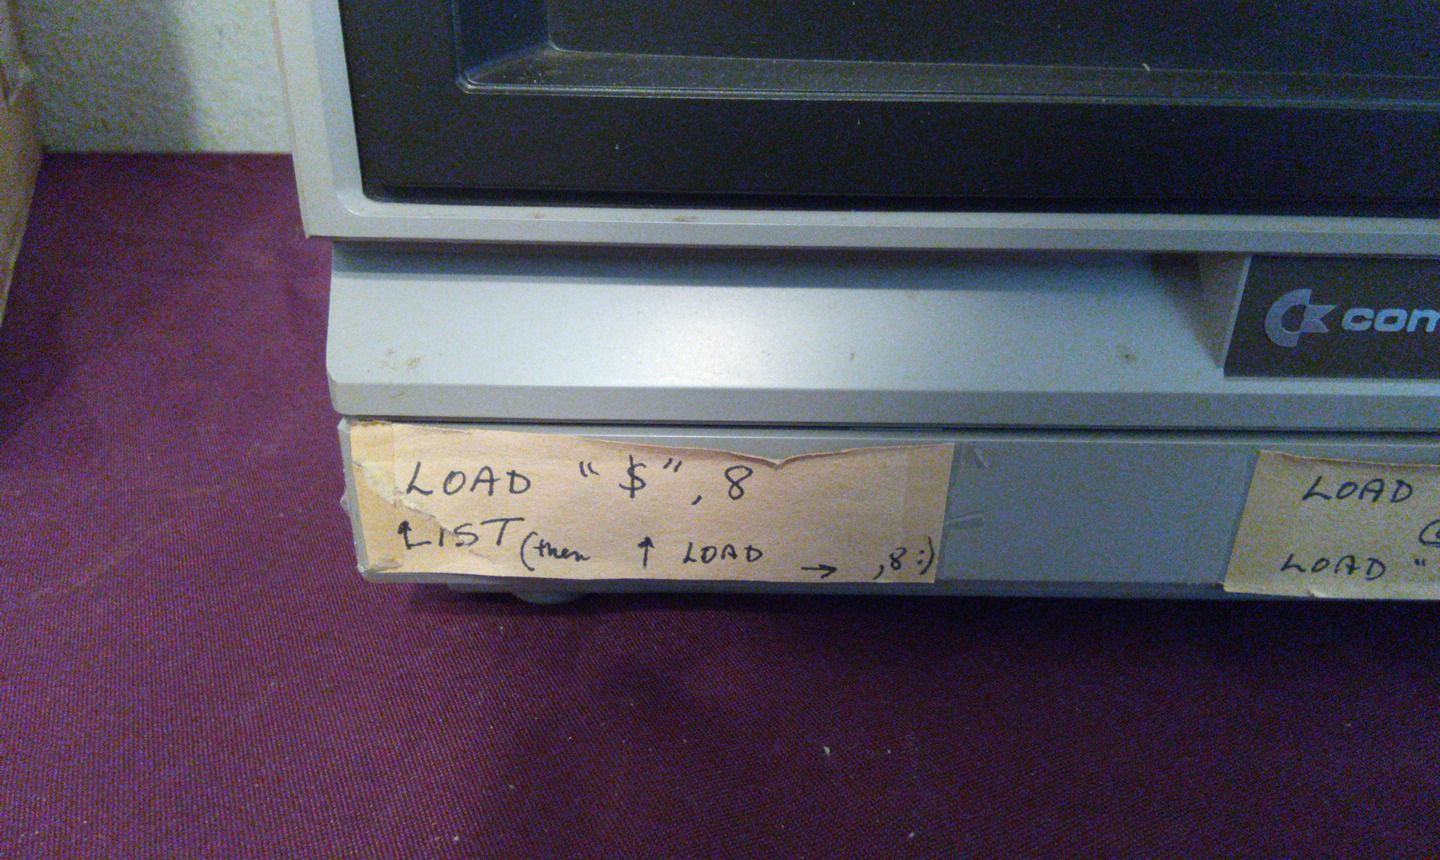 com
LOAD "$",8
LIST (then ↑ LOAD → ,8:)
LOAD
LOAD "